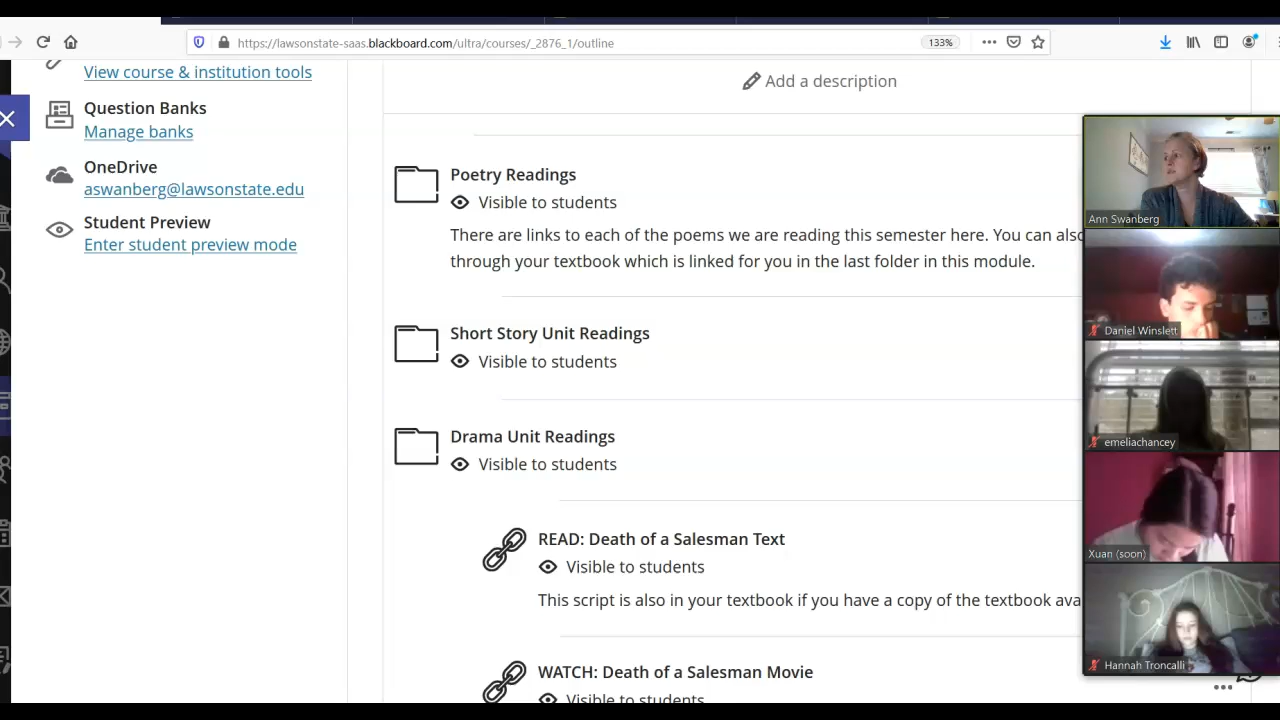 https://lawsonstate-saas.blackboard.com/ultra/courses/_2876_1/outline
133%
View course & institution tools
Question Banks
Manage banks
OneDrive
aswanberg@lawsonstate.edu
Student Preview
Enter student preview mode
Add a description
Poetry Readings
Visible to students
There are links to each of the poems we are reading this semester here. You can also
through your textbook which is linked for you in the last folder in this module.
Short Story Unit Readings
Visible to students
Drama Unit Readings
Visible to students
READ: Death of a Salesman Text
Visible to students
This script is also in your textbook if you have a copy of the textbook ava
WATCH: Death of a Salesman Movie
Visible to students
Ann Swanberg
Daniel Winslett
emeliachancey
Xuan (soon)
Hannah Troncalli